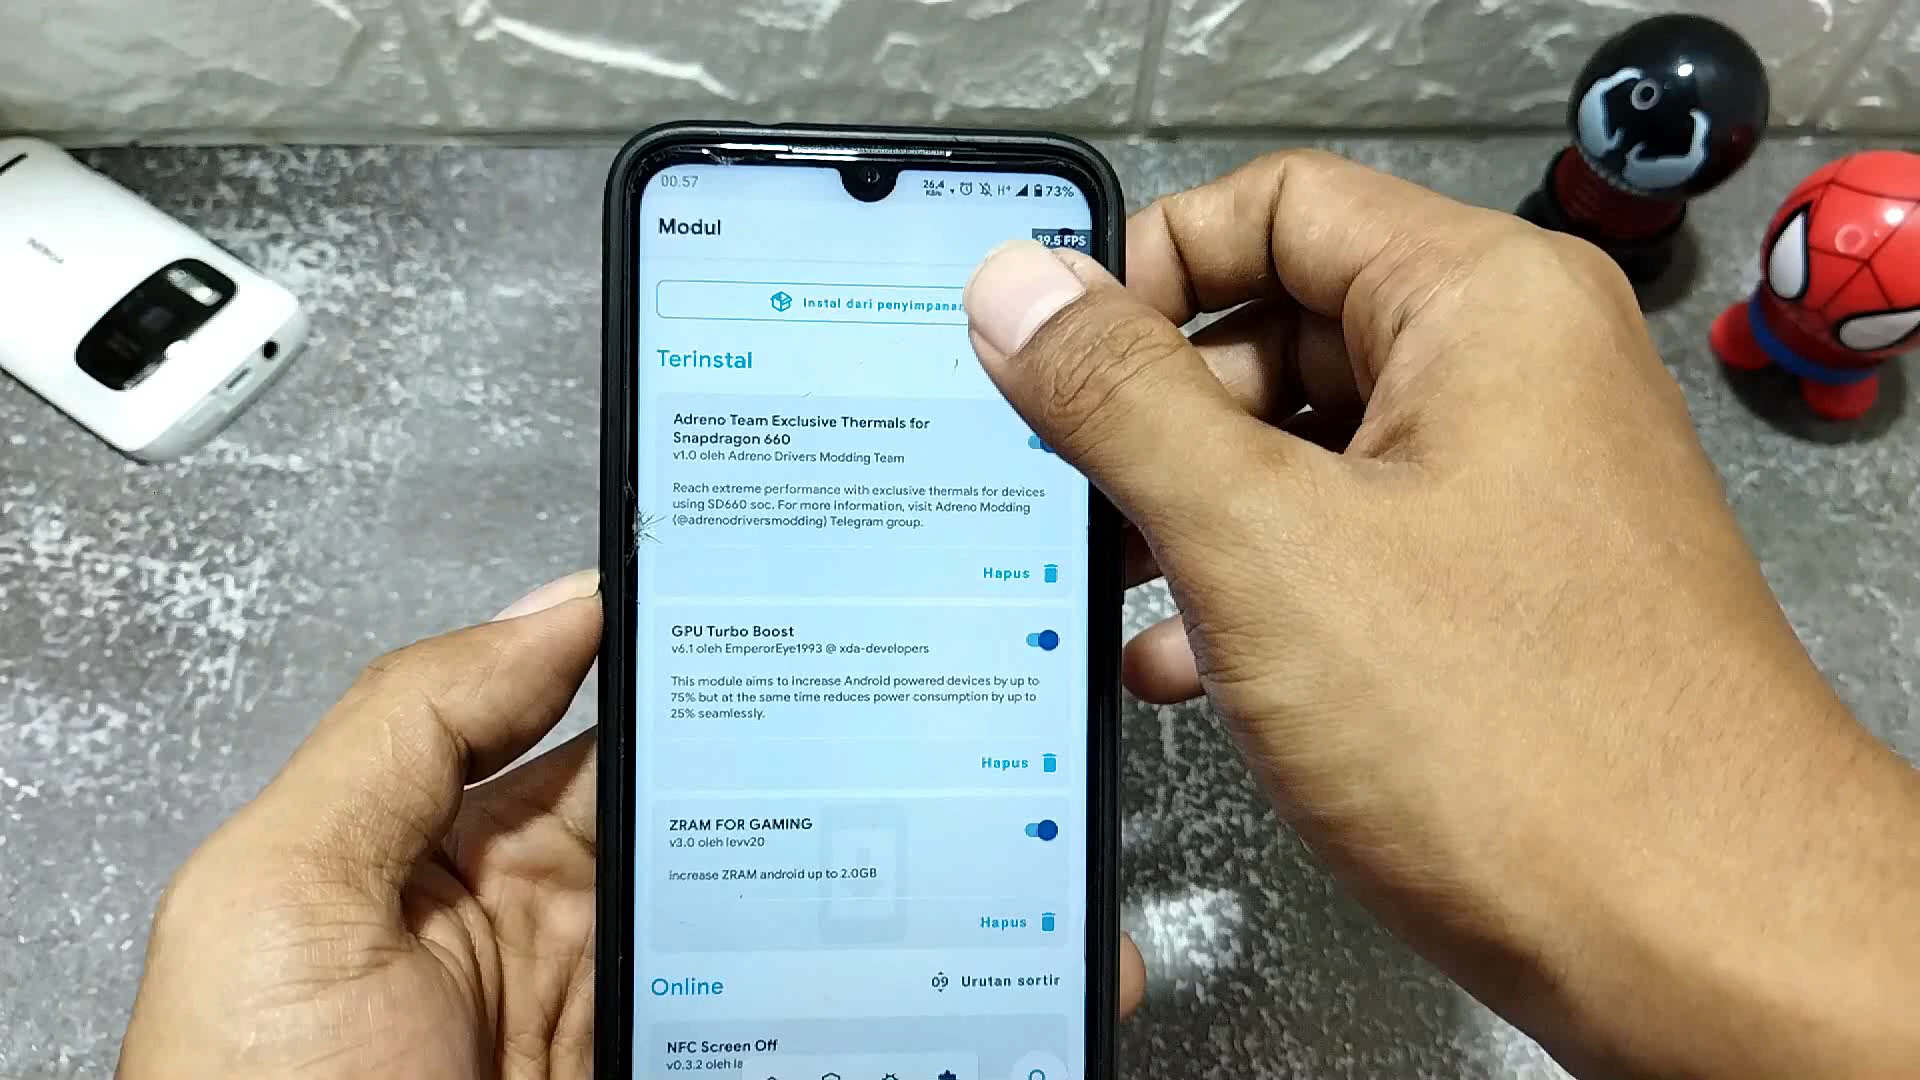 NOKIA
00.57
26,4
KB/s
H+
73%
Modul
39.5 FPS
Instal dari penyimpanan
Terinstal
Adreno Team Exclusive Thermals for
Snapdragon 660
v1.0 oleh Adreno Drivers Modding Team
Reach extreme performance with exclusive thermals for devices
using SD660 soc. For more information, visit Adreno Modding
(@adrenodriversmodding) Telegram group.
Hapus
GPU Turbo Boost
v6.1 oleh EmperorEye1993 @ xda-developers
This module aims to increase Android powered devices by up to
75% but at the same time reduces power consumption by up to
25% seamlessly.
Hapus
ZRAM FOR GAMING
v3.0 oleh levv20
increase ZRAM android up to 2.0GB
Hapus
Online
Urutan sortir
NFC Screen Off
v0.3.2 oleh la